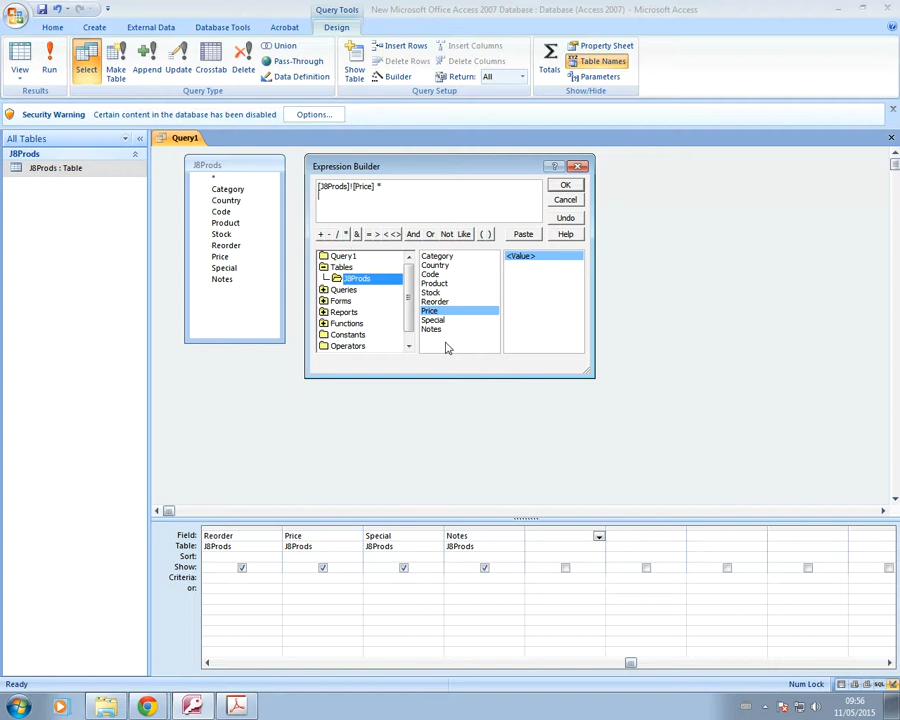 Query Tools
New Microsoft Office Access 2007 Database : Database (Access 2007) - Microsoft Access
Home
Create
External Data
Database Tools
Acrobat
Design
View
Run
Select
Make Table
Append
Update
Crosstab
Delete
Union
Pass-Through
Data Definition
Show Table
Insert Rows
Delete Rows
Builder
Insert Columns
Delete Columns
Return: All
Totals
Property Sheet
Table Names
Parameters
Results
Query Type
Query Setup
Show/Hide
Security Warning
Certain content in the database has been disabled
Options...
All Tables
J8Prods
J8Prods : Table
Query1
J8Prods
*
Category
Country
Code
Product
Stock
Reorder
Price
Special
Notes
Expression Builder
[J8Prods]![Price] *
OK
Cancel
Undo
Help
+ - / * & = > < <> And Or Not Like ( )
Paste
Query1
Tables
J8Prods
Queries
Forms
Reports
Functions
Constants
Operators
Category
Country
Code
Product
Stock
Reorder
Price
Special
Notes
<Value>
Field: Reorder Price Special Notes
Table: J8Prods J8Prods J8Prods J8Prods
Sort:
Show:
Criteria:
or:
Ready
Num Lock
SQL
09:56
11/05/2015